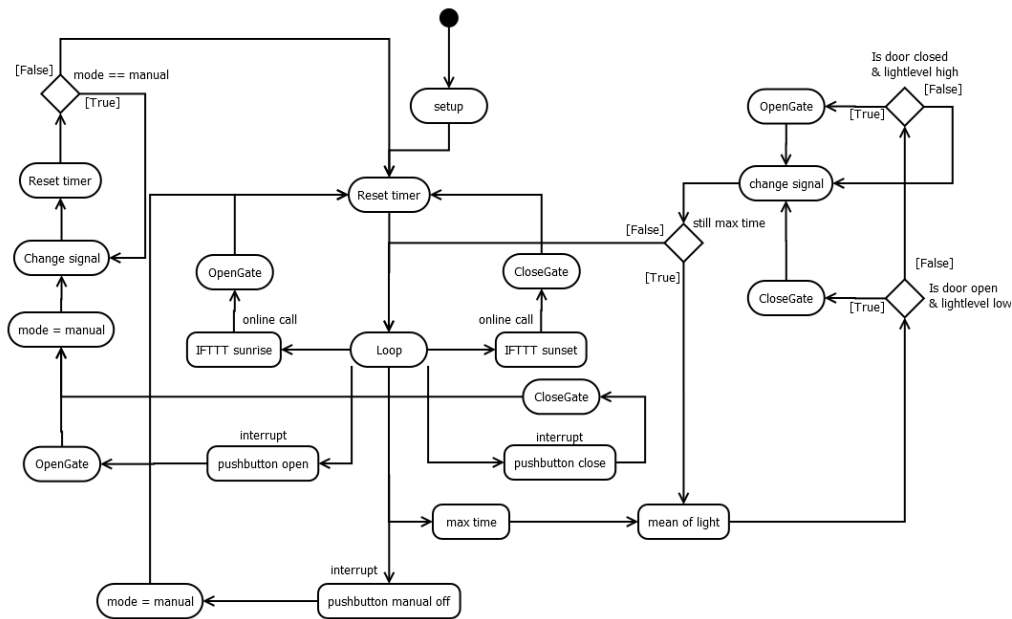 Is door closed
& lightlevel high
[False]
mode == manual
[True]
[False]
setup
OpenGate
[True]
Reset timer
Reset timer
change signal
still max time
[False]
Change signal
OpenGate
CloseGate
[True]
[False]
CloseGate
[True]
Is door open
& lightlevel low
mode = manual
online call
online call
IFTTT sunrise
Loop
IFTTT sunset
CloseGate
interrupt
interrupt
OpenGate
pushbutton open
pushbutton close
max time
mean of light
interrupt
mode = manual
pushbutton manual off